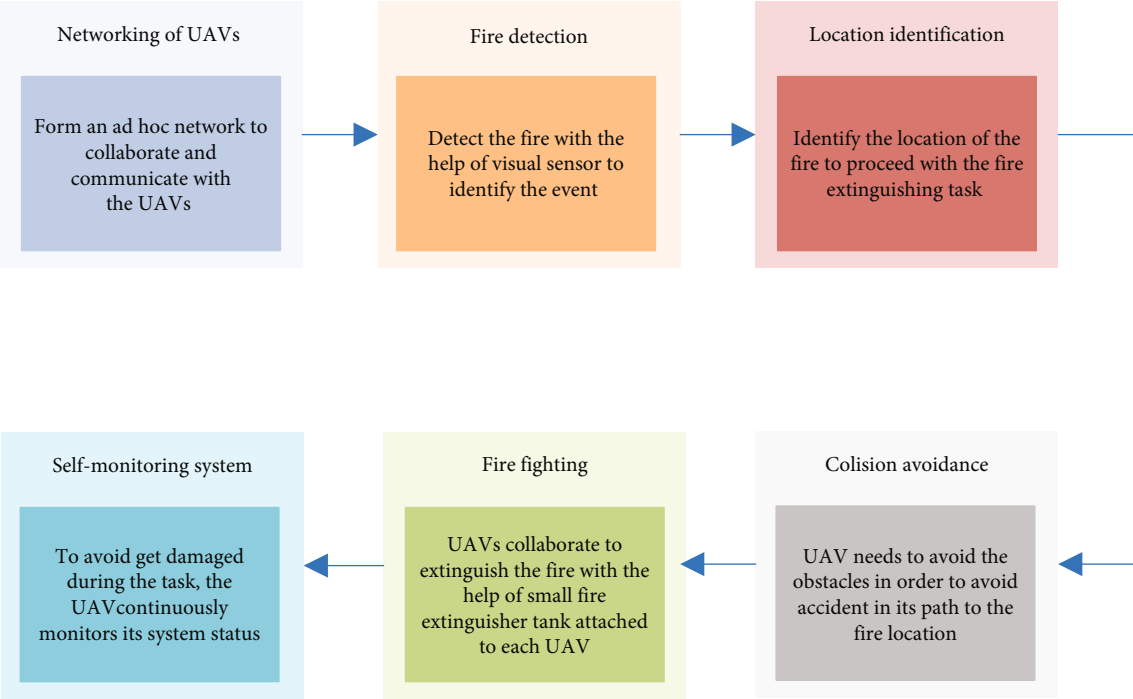 Networking of UAVs
Form an ad hoc network to
collaborate and
communicate with
the UAVs
Fire detection
Detect the fire with the
help of visual sensor to
identify the event
Location identification
Identify the location of the
fire to proceed with the fire
extinguishing task
Self-monitoring system
To avoid get damaged
during the task, the
UAVcontinuously
monitors its system status
Fire fighting
UAVs collaborate to
extinguish the fire with the
help of small fire
extinguisher tank attached
to each UAV
Colision avoidance
UAV needs to avoid the
obstacles in order to avoid
accident in its path to the
fire location